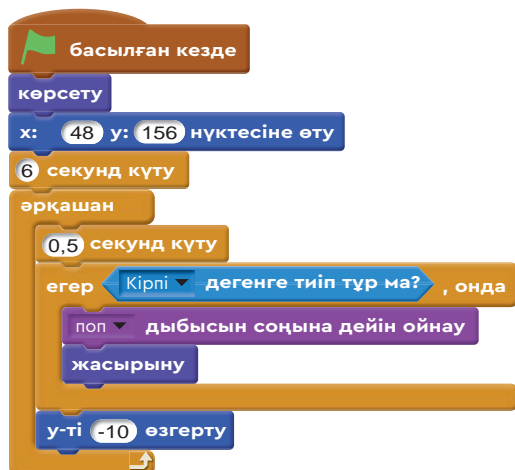 басылған кезде
көрсету
x: 48 y: 156 нүктесіне өту
6 секунд күту
әрқашан
0,5 секунд күту
егер Кірпі дегенге тиіп тұр ма? , онда
поп дыбысын соңына дейін ойнау
жасырыну
у-ті -10 өзгерту